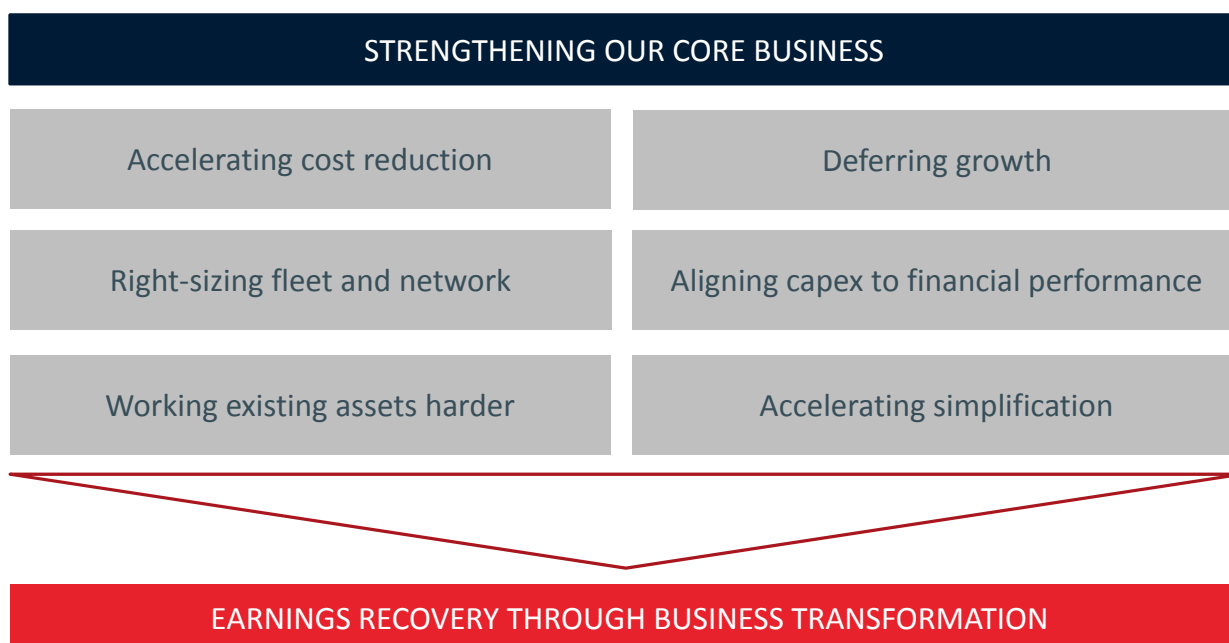 STRENGTHENING OUR CORE BUSINESS
Accelerating cost reduction
Deferring growth
Right-sizing fleet and network
Aligning capex to financial performance
Working existing assets harder
Accelerating simplification
EARNINGS RECOVERY THROUGH BUSINESS TRANSFORMATION